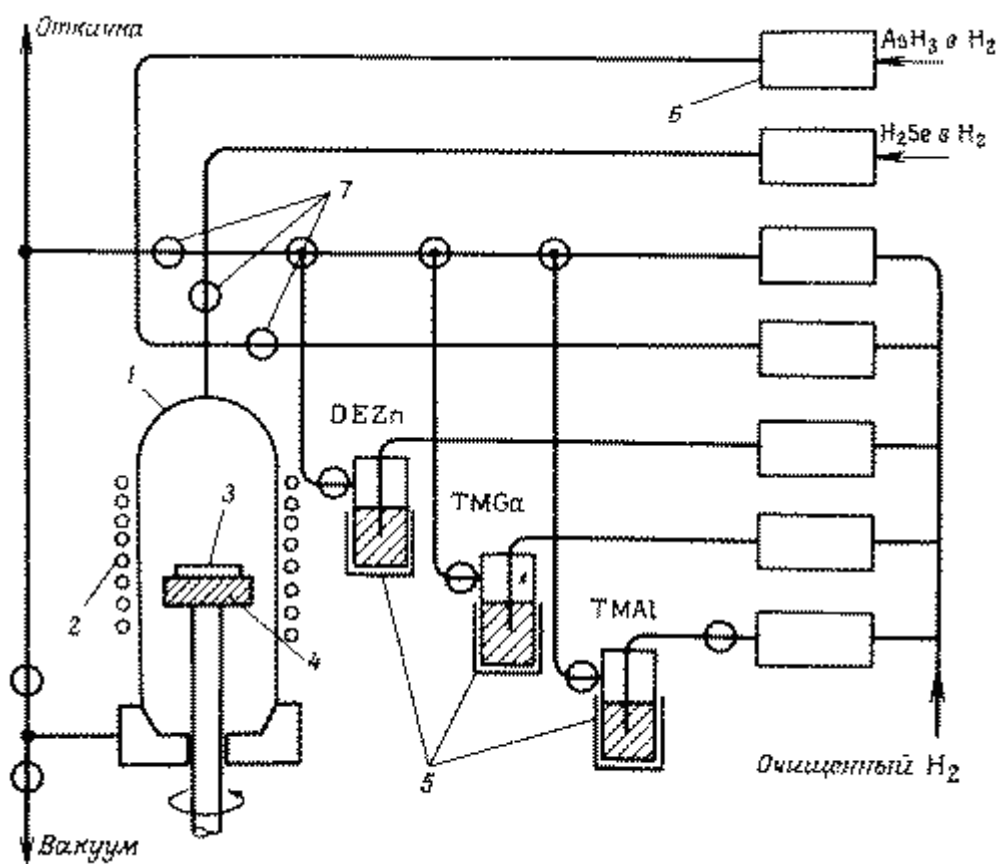 Откачка
AsH3 в H2
6
H2Se в H2
7
1
DEZn
3
TMGa
2
4
TMAl
5
Очищенный H2
Вакуум